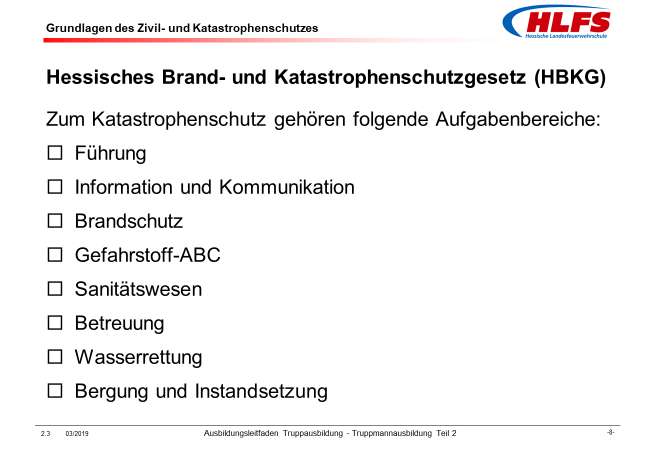 Grundlagen des Zivil- und Katastrophenschutzes
HLFS
Hessische Landesfeuerwehrschule
Hessisches Brand- und Katastrophenschutzgesetz (HBKG)
Zum Katastrophenschutz gehören folgende Aufgabenbereiche:
☐ Führung
☐ Information und Kommunikation
☐ Brandschutz
☐ Gefahrstoff-ABC
☐ Sanitätswesen
☐ Betreuung
☐ Wasserrettung
☐ Bergung und Instandsetzung
2.3 03/2019 Ausbildungsleitfaden Truppausbildung - Truppmannausbildung Teil 2 -8-